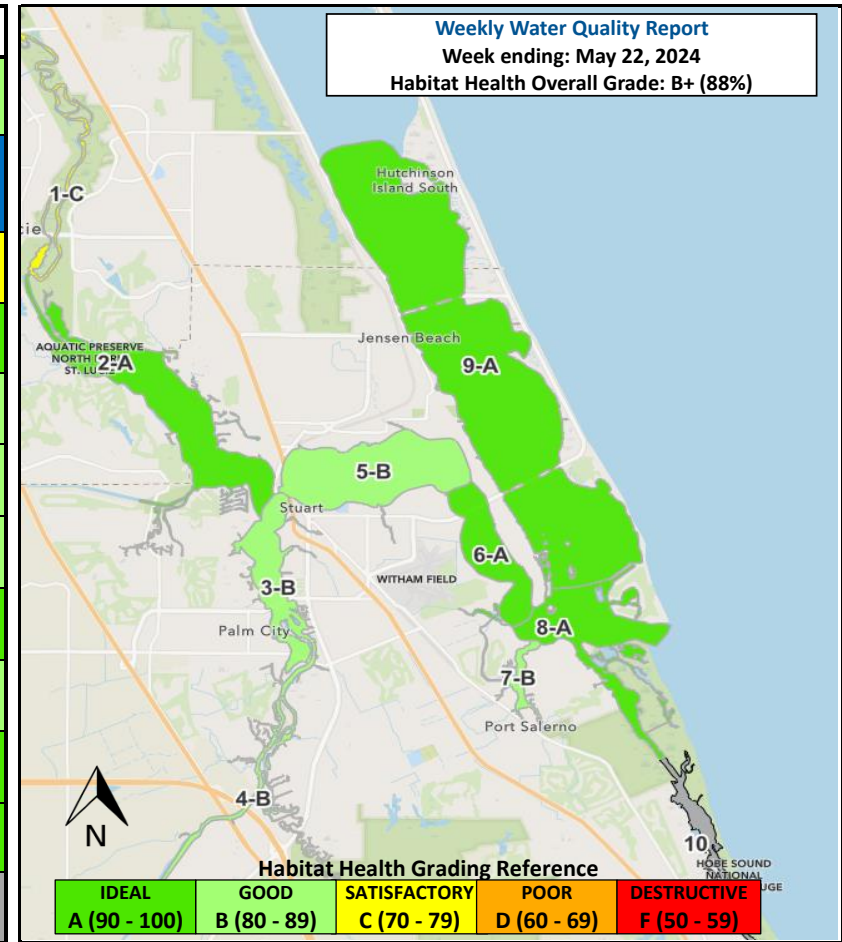 Weekly Water Quality Report
Week ending: May 22, 2024
Habitat Health Overall Grade: B+ (88%)
Hutchinson
Island South
1-C
cie
Jensen Beach
AQUATIC PRESERVE
NORTH
ST. LUCIE
2-A
9-A
5-B
Stuart
6-A
WITHAM FIELD
3-B
Palm City
8-A
7-B
Port Salerno
4-B
N
10
HOBE SOUND
NATIONAL
UGE
Habitat Health Grading Reference
IDEAL
A (90 - 100)
GOOD
B (80 - 89)
SATISFACTORY
C (70 - 79)
POOR
D (60 - 69)
DESTRUCTIVE
F (50 - 59)